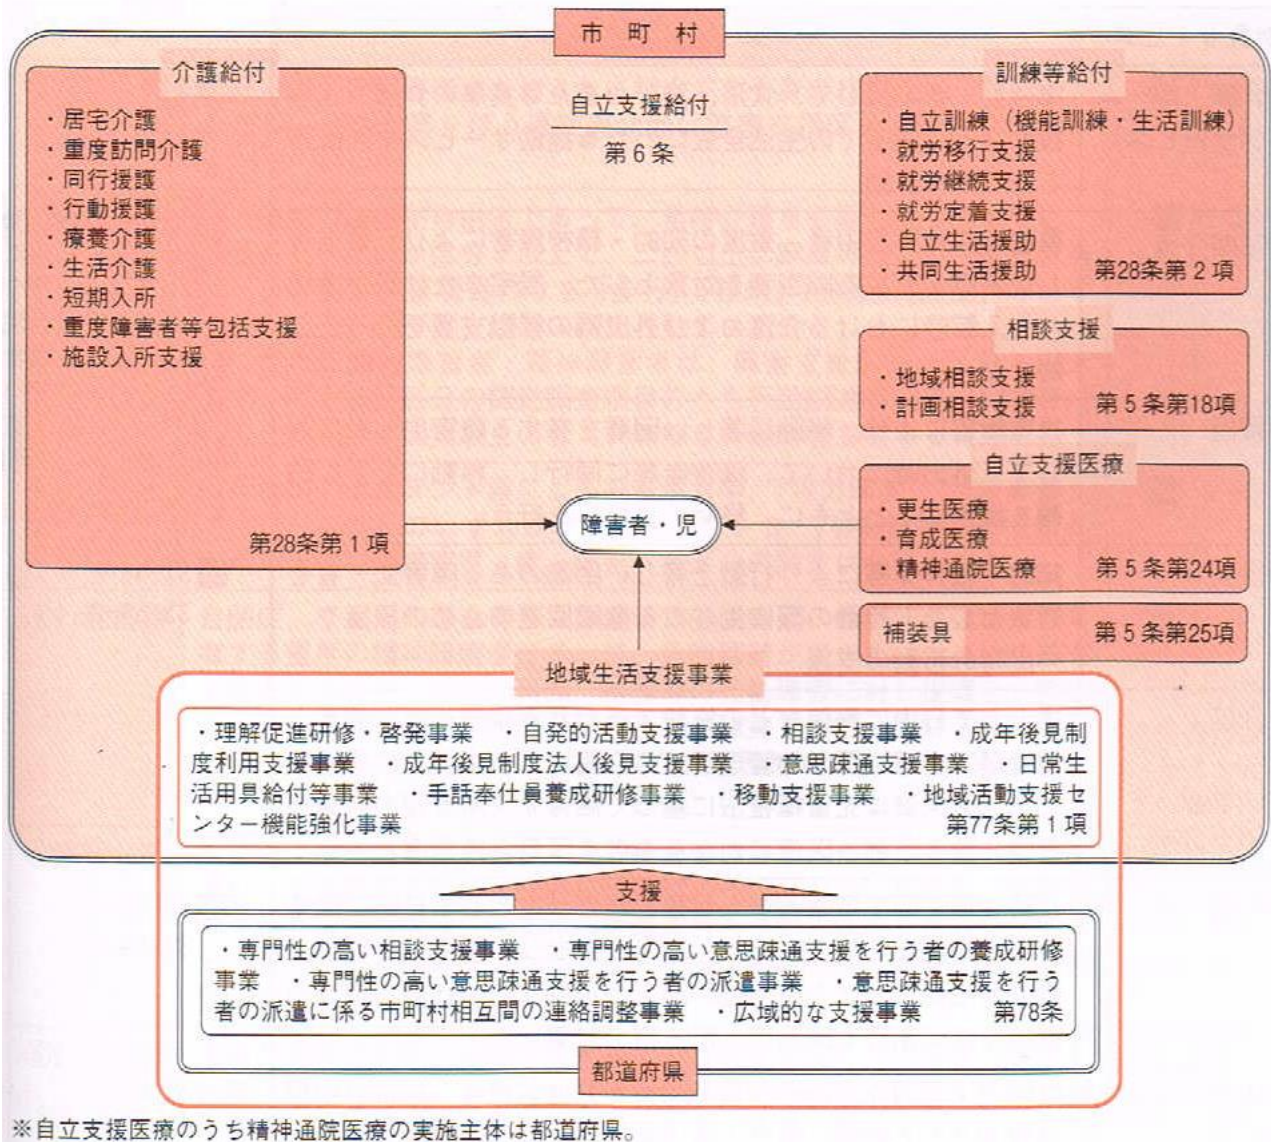 市町村
介護給付
・居宅介護
・重度訪問介護
・同行援護
・行動援護
・療養介護
・生活介護
・短期入所
・重度障害者等包括支援
・施設入所支援
第28条第1項
自立支援給付
第6条
訓練等給付
・自立訓練（機能訓練・生活訓練）
・就労移行支援
・就労継続支援
・就労定着支援
・自立生活援助
・共同生活援助 第28条第2項
相談支援
・地域相談支援
・計画相談支援 第5条第18項
自立支援医療
・更生医療
・育成医療
・精神通院医療 第5条第24項
補装具 第5条第25項
障害者・児
地域生活支援事業
・理解促進研修・啓発事業 ・自発的活動支援事業 ・相談支援事業 ・成年後見制
度利用支援事業 ・成年後見制度法人後見支援事業 ・意思疎通支援事業 ・日常生
活用具給付等事業 ・手話奉仕員養成研修事業 ・移動支援事業 ・地域活動支援セ
ンター機能強化事業 第77条第1項
支援
・専門性の高い相談支援事業 ・専門性の高い意思疎通支援を行う者の養成研修
事業 ・専門性の高い意思疎通支援を行う者の派遣事業 ・意思疎通支援を行う
者の派遣に係る市町村相互間の連絡調整事業 ・広域的な支援事業 第78条
都道府県
※自立支援医療のうち精神通院医療の実施主体は都道府県。